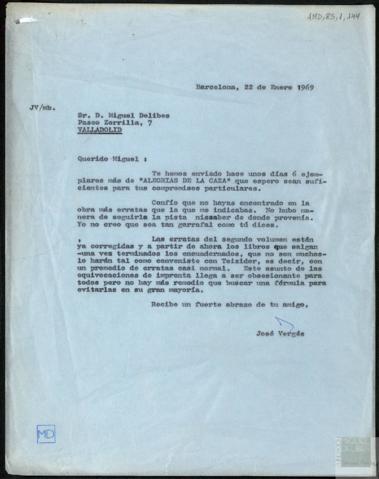 AMD,85,1,144
Barcelona, 22 de Enero 1969
JV/mb.
Sr. D. Miguel Delibes
Paseo Zorrilla, 7
VALLADOLID
Querido Miguel :
Te hemos enviado hace unos días 6 ejem-
plares más de "ALEGRIAS DE LA CAZA" que espero sean sufi-
cientes para tus compromisos particulares.
Confío que no hayas encontrado en la
obra más erratas que la que me indicabas. No hubo ma-
nera de seguirle la pista ni saber de donde provenía.
Yo no creo que sea tan garrafal como tú dices.
Las erratas del segundo volumen están
ya corregidas y a partir de ahora los libros que salgan
-una vez terminados los encuadernados, que no son muchos-
lo harán tal como conveniste con Teixidor, es decir, con
un promedio de erratas casi normal. Este asunto de las
equivocaciones de imprenta llega a ser obsesionante para
todos pero no hay más remedio que buscar una fórmula para
evitarlas en su gran mayoría.
Recibe un fuerte abrazo de tu amigo,
José Vergés
MD